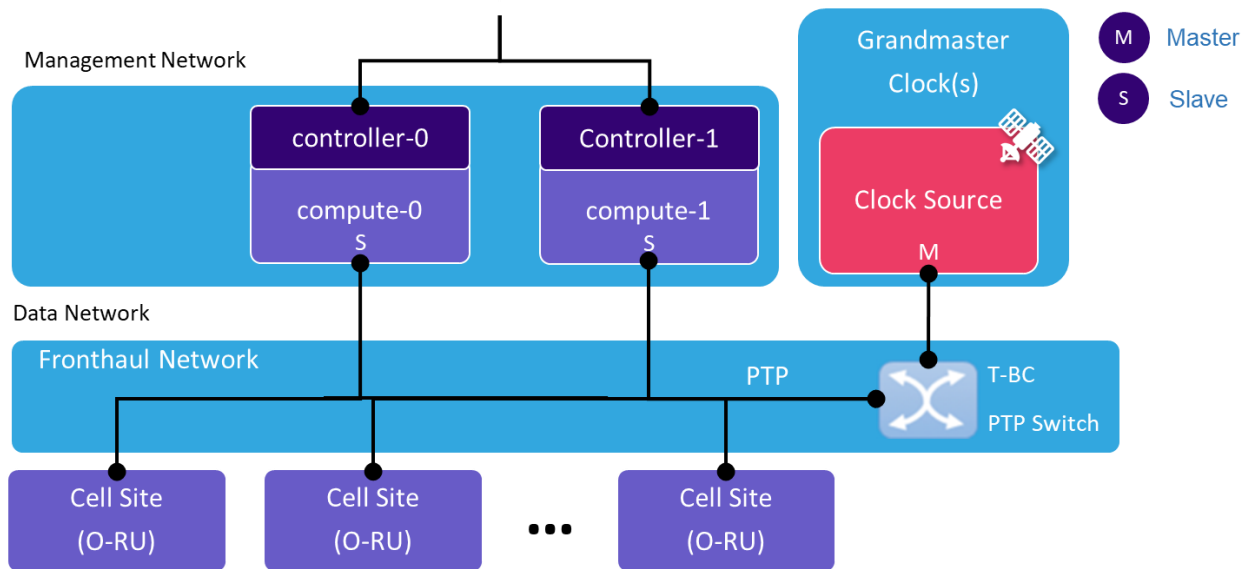 Management Network
controller-0
compute-0
S
Controller-1
compute-1
S
Grandmaster
Clock(s)
Clock Source
M
M
Master
S
Slave
Data Network
Fronthaul Network
PTP
T-BC
PTP Switch
Cell Site
(O-RU)
Cell Site
(O-RU)
...
Cell Site
(O-RU)